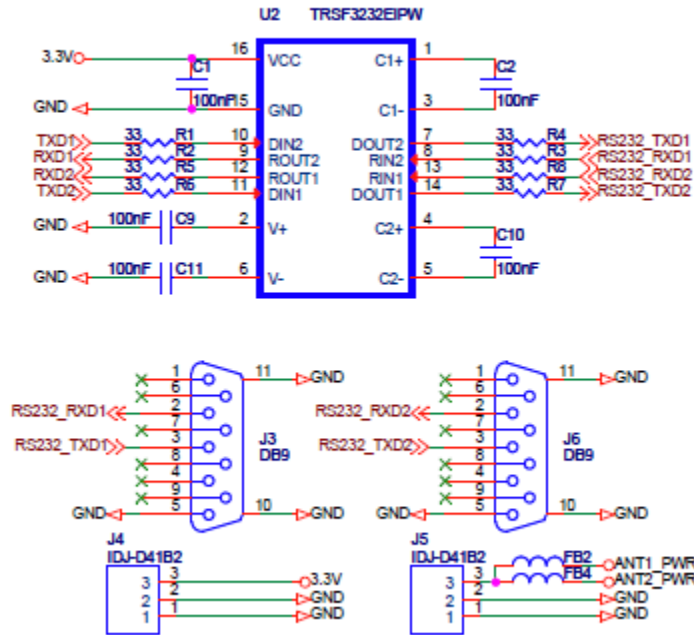 U2 TRSF3232EIPW
3.3V 16 VCC C1+ 1
C1 C2
100nF 100nF
GND 15 GND C1- 3
TXD1 33 R1 10 DIN2 DOUT2 7 33 R4 RS232_TXD1
RXD1 33 R2 9 ROUT2 RIN2 8 33 R3 RS232_RXD1
RXD2 33 R5 12 ROUT1 RIN1 13 33 R8 RS232_RXD2
TXD2 33 R6 11 DIN1 DOUT1 14 33 R7 RS232_TXD2
GND 100nF C9 2 V+ C2+ 4
C10
GND 100nF C11 6 V- C2- 5 100nF
1 11 GND 1 11 GND
6 6
RS232_RXD1 2 RS232_RXD2 2
7 J3 7 J6
RS232_TXD1 3 DB9 RS232_TXD2 3 DB9
8 8
4 4
9 9
GND 5 10 GND GND 5 10 GND
J4 J5
IDJ-D41B2 IDJ-D41B2
FB2 ANT1_PWR
3 3 3.3V 3 3 FB4 ANT2_PWR
2 2 GND 2 2 GND
1 1 GND 1 1 GND